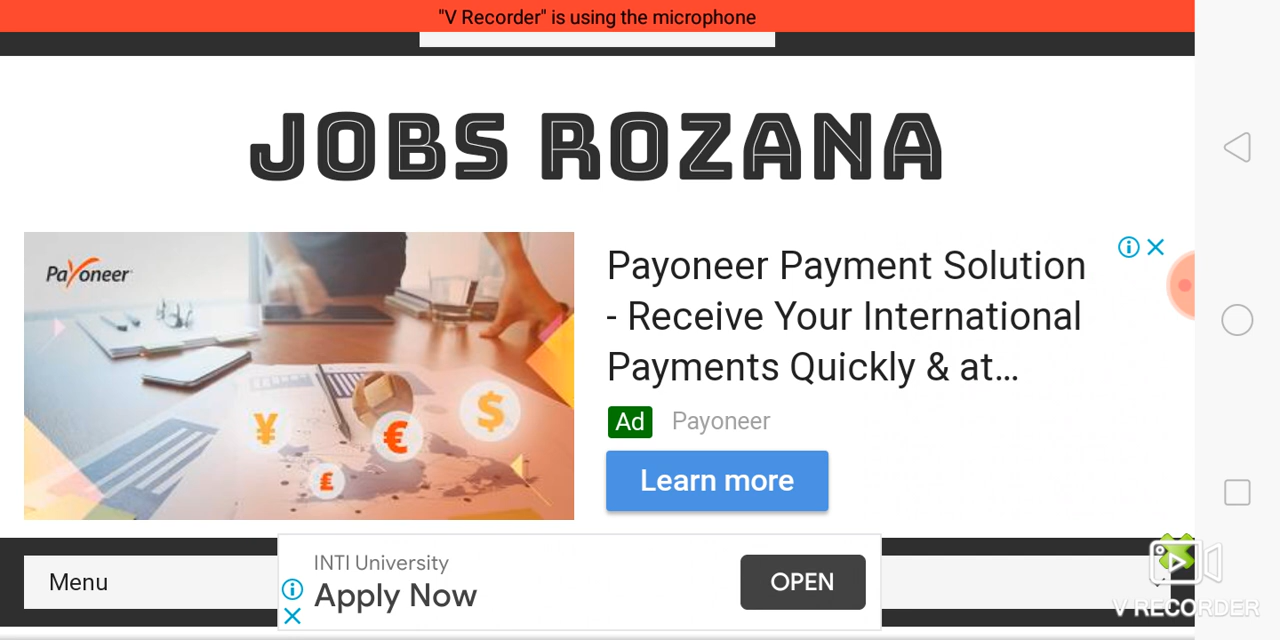 "V Recorder" is using the microphone
JOBS ROZANA
Payoneer
Payoneer Payment Solution
- Receive Your International
Payments Quickly & at...
Ad Payoneer
Learn more
¥
€
$
£
INTI University
Apply Now
OPEN
Menu
V RECORDER